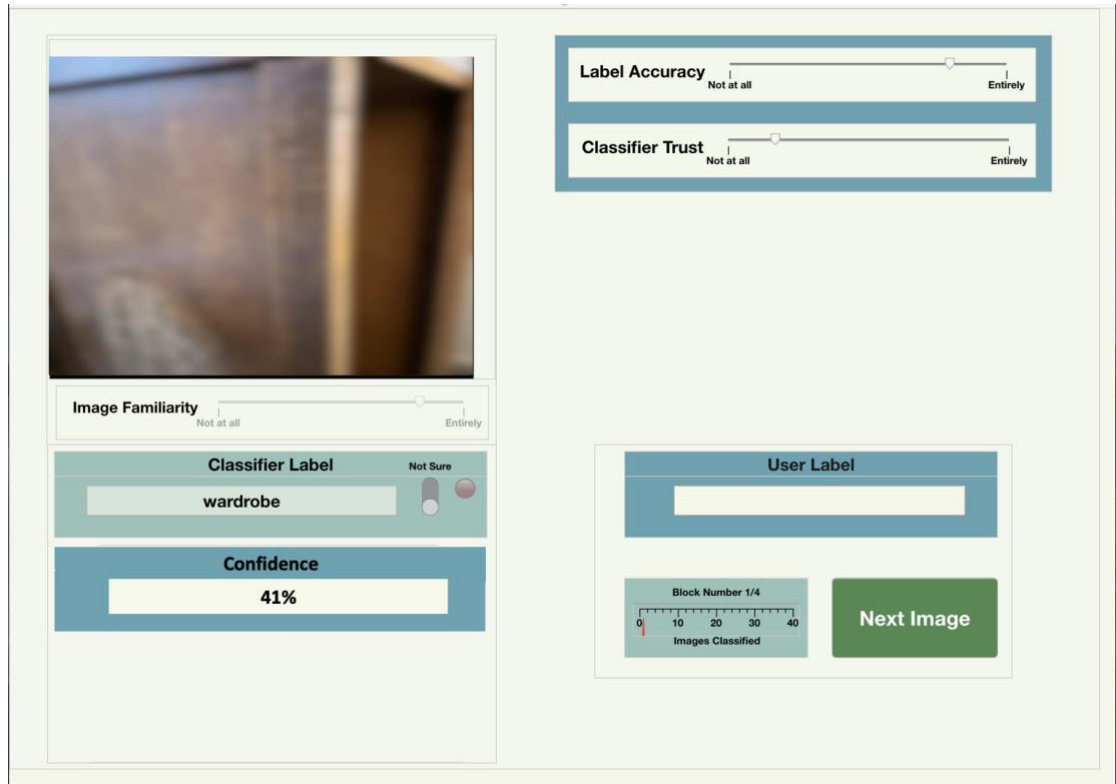 Label Accuracy
Not at all
Entirely
Classifier Trust
Not at all
Entirely
Image Familiarity
Not at all
Entirely
Classifier Label
Not Sure
wardrobe
Confidence
41%
User Label
Block Number 1/4
0 10 20 30 40
Images Classified
Next Image